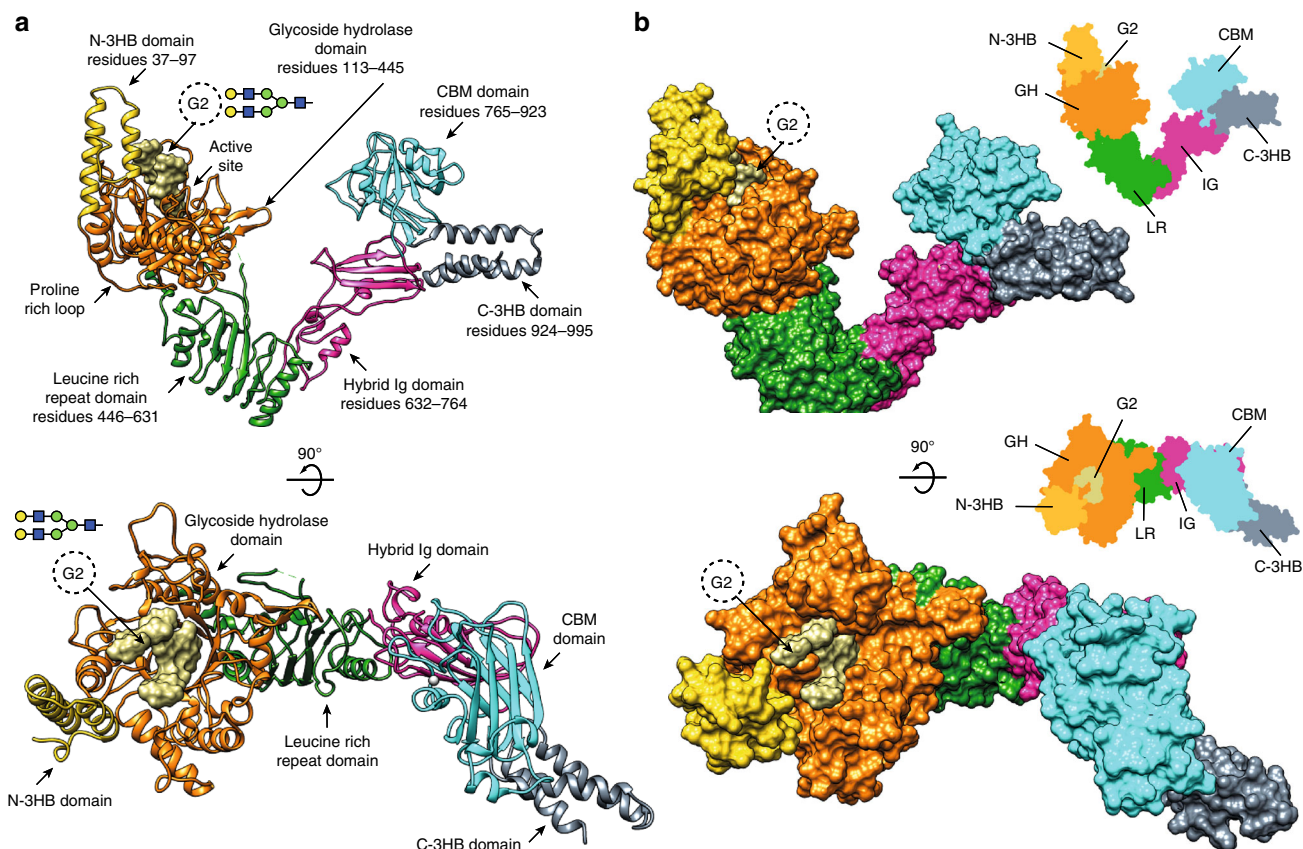 a
N-3HB domain
residues 37–97
Glycoside hydrolase
domain
residues 113–445
G2
Active
site
CBM domain
residues 765–923
Proline
rich loop
C-3HB domain
residues 924–995
Leucine rich
repeat domain
residues 446–631
Hybrid Ig domain
residues 632–764
90°
Glycoside hydrolase
domain
G2
Hybrid Ig domain
CBM
domain
Leucine rich
repeat domain
N-3HB domain
C-3HB domain
b
N-3HB
G2
CBM
GH
C-3HB
IG
LR
G2
90°
G2
CBM
GH
N-3HB
LR
IG
C-3HB
G2